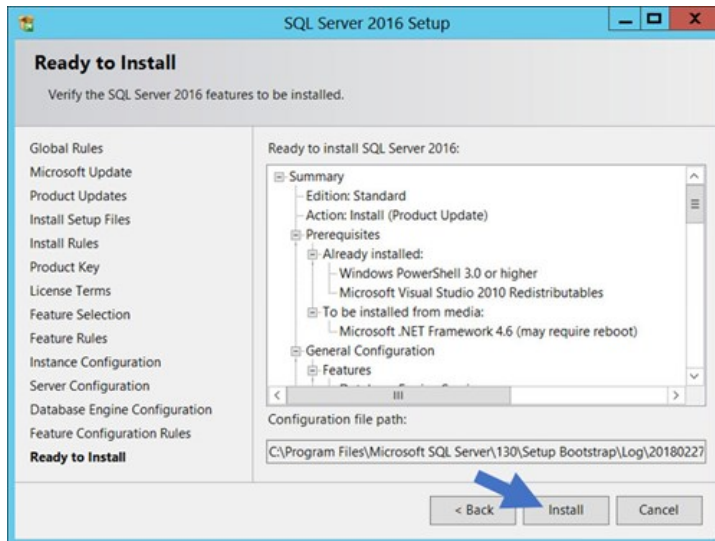 SQL Server 2016 Setup
Ready to Install
Verify the SQL Server 2016 features to be installed.
Global Rules
Microsoft Update
Product Updates
Install Setup Files
Install Rules
Product Key
License Terms
Feature Selection
Feature Rules
Instance Configuration
Server Configuration
Database Engine Configuration
Feature Configuration Rules
Ready to Install
Ready to install SQL Server 2016:
Summary
Edition: Standard
Action: Install (Product Update)
Prerequisites
Already installed:
Windows PowerShell 3.0 or higher
Microsoft Visual Studio 2010 Redistributables
To be installed from media:
Microsoft .NET Framework 4.6 (may require reboot)
General Configuration
Features
Configuration file path:
C:\Program Files\Microsoft SQL Server\130\Setup Bootstrap\Log\20180227
< Back
Install
Cancel